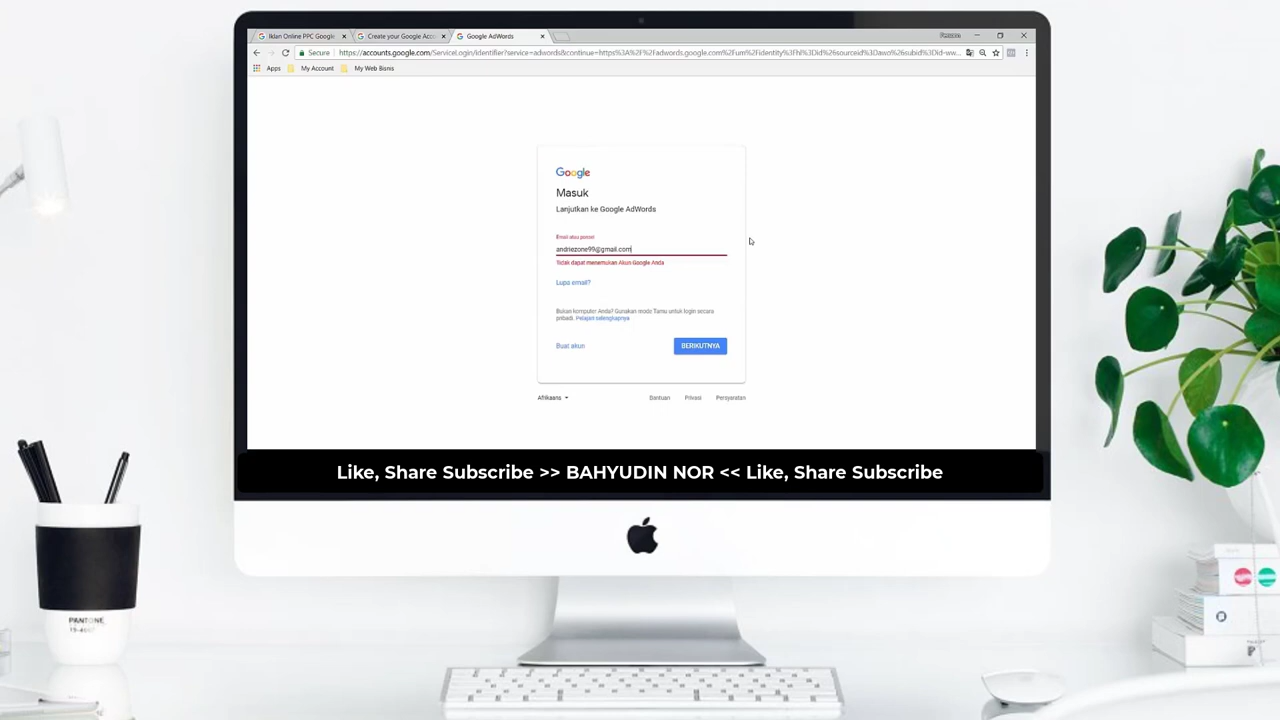 Iklan Online PPC Google
Create your Google Acco
Google AdWords
Secure
https://accounts.google.com/ServiceLogin/identifier?service=adwords&continue=https%3A%2F%2Fadwords.google.com%2Fum%2Fidentity%3Fhl%3Did%26sourceid%3Dawo%26subid%3Did-ww...
Apps My Account My Web Bisnis
Google
Masuk
Lanjutkan ke Google AdWords
Email atau ponsel
andriezone99@gmail.com
Tidak dapat menemukan Akun Google Anda
Lupa email?
Bukan komputer Anda? Gunakan mode Tamu untuk login secara
pribadi. Pelajari selengkapnya
Buat akun BERIKUTNYA
Afrikaans Bantuan Privasi Persyaratan
Like, Share Subscribe >> BAHYUDIN NOR << Like, Share Subscribe
PANTONE